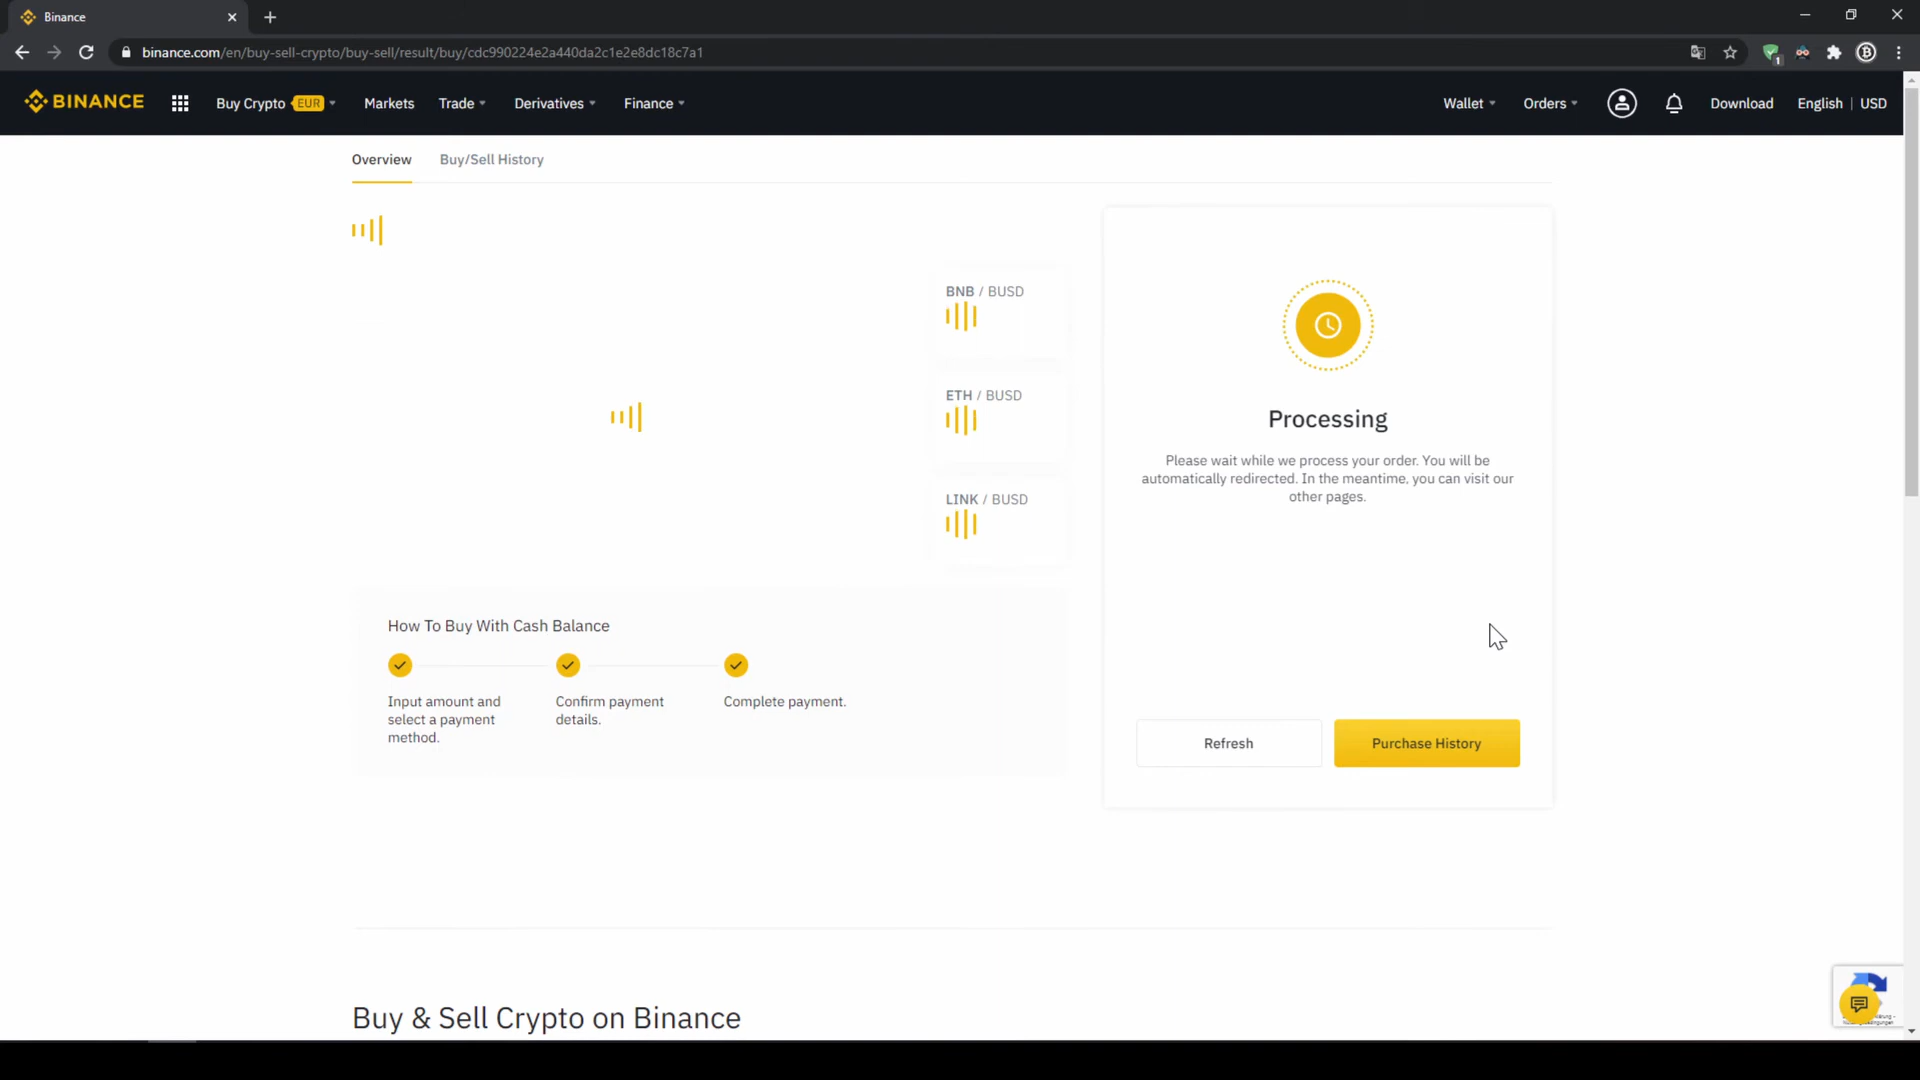 Binance
binance.com/en/buy-sell-crypto/buy-sell/result/buy/cdc990224e2a440da2c1e2e8dc18c7a1
1
BINANCE
Buy Crypto EUR
Markets
Trade
Derivatives
Finance
Wallet
Orders
Download
English | USD
Overview
Buy/Sell History
BNB / BUSD
ETH / BUSD
LINK / BUSD
Processing
Please wait while we process your order. You will be
automatically redirected. In the meantime, you can visit our
other pages.
How To Buy With Cash Balance
Input amount and
select a payment
method.
Confirm payment
details.
Complete payment.
Refresh
Purchase History
Buy & Sell Crypto on Binance